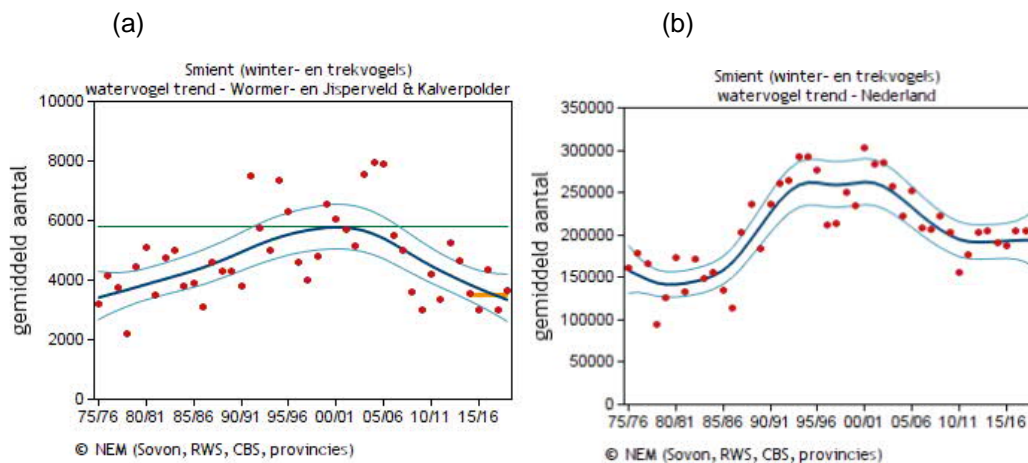 (a)
Smient (winter- en trekvogels)
watervogel trend - Wormer- en Jisperveld & Kalverpolder
gemiddeld aantal
10000
8000
6000
4000
2000
0
75/76 80/81 85/86 90/91 95/96 00/01 05/06 10/11 15/16
© NEM (Sovon, RWS, CBS, provincies)
(b)
Smient (winter- en trekvogels)
watervogel trend - Nederland
gemiddeld aantal
350000
300000
250000
200000
150000
100000
50000
0
75/76 80/81 85/86 90/91 95/96 00/01 05/06 10/11 15/16
© NEM (Sovon, RWS, CBS, provincies)